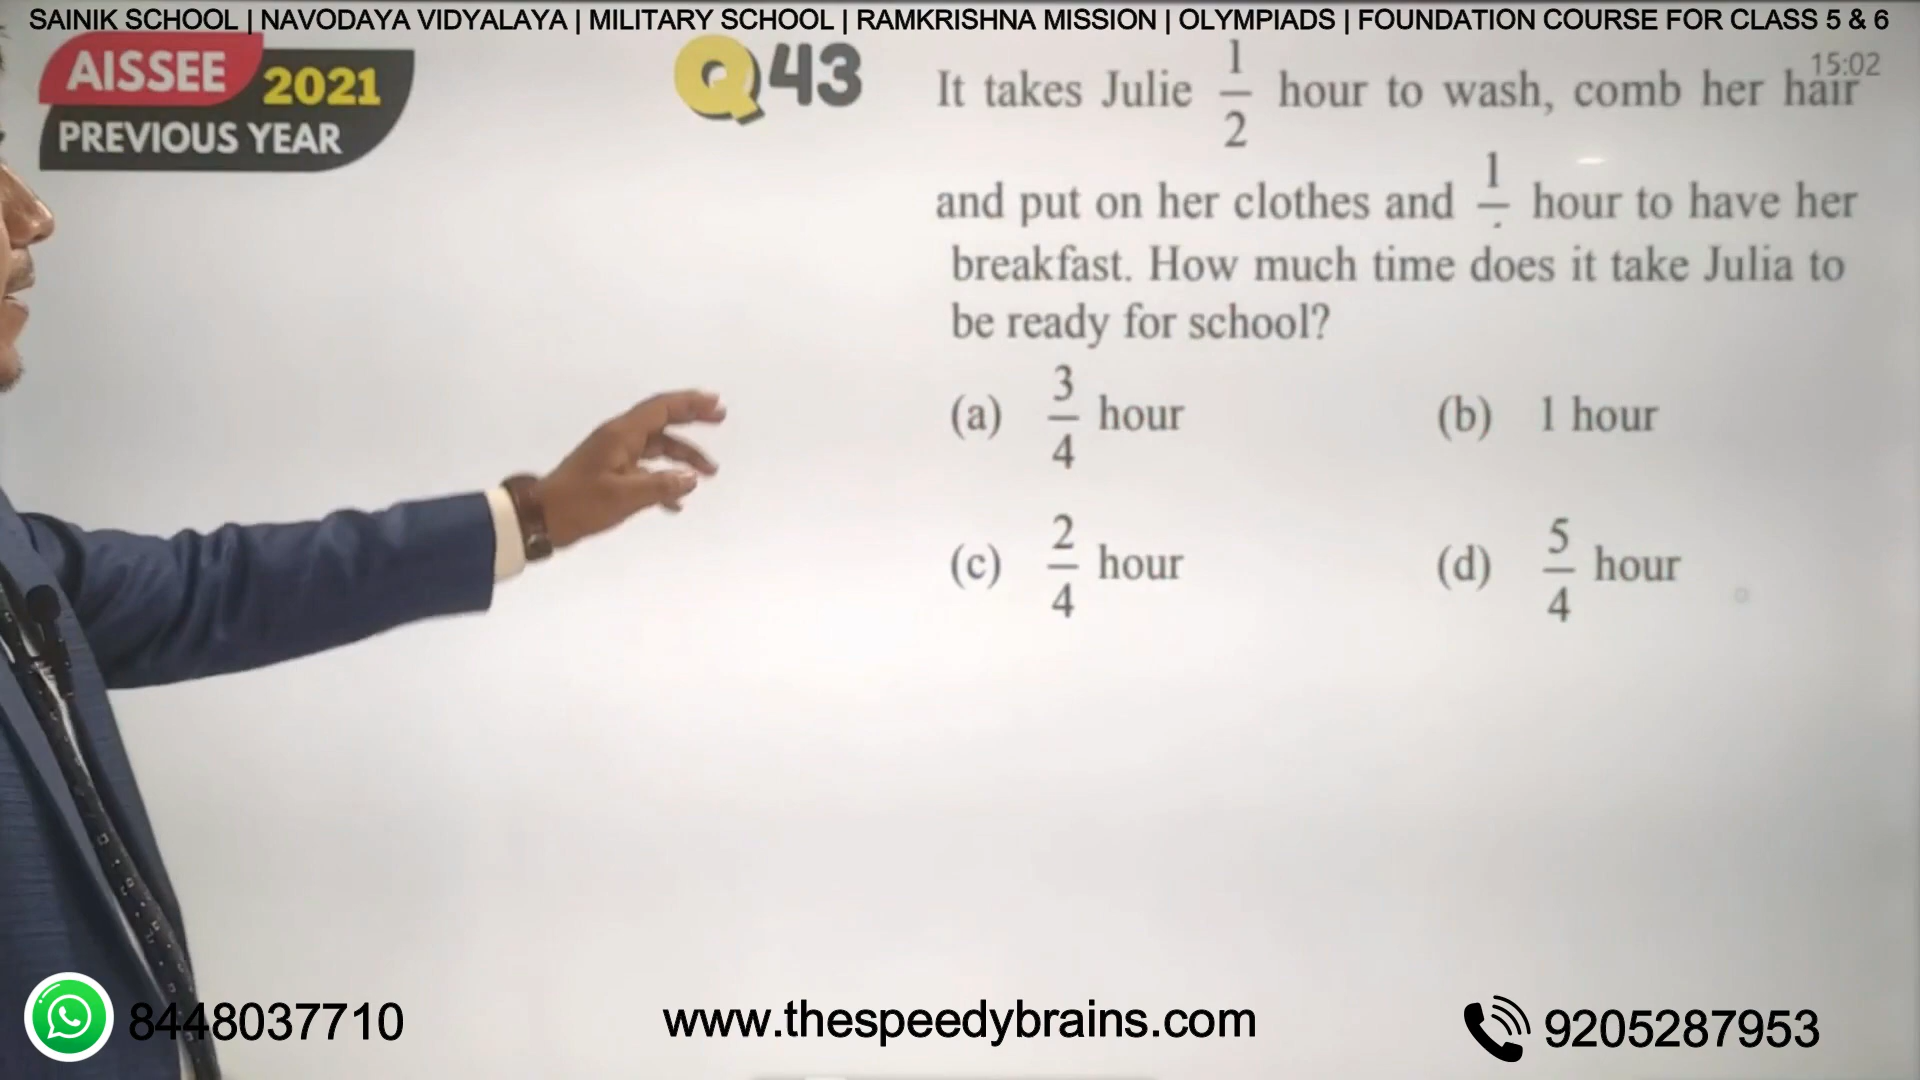 SAINIK SCHOOL | NAVODAYA VIDYALAYA | MILITARY SCHOOL | RAMKRISHNA MISSION | OLYMPIADS | FOUNDATION COURSE FOR CLASS 5 & 6
AISSEE 2021
PREVIOUS YEAR
Q43
15:02
It takes Julie 1/2 hour to wash, comb her hair
and put on her clothes and 1/ hour to have her
breakfast. How much time does it take Julia to
be ready for school?
(a) 3/4 hour (b) 1 hour
(c) 2/4 hour (d) 5/4 hour
8448037710 www.thespeedybrains.com 9205287953